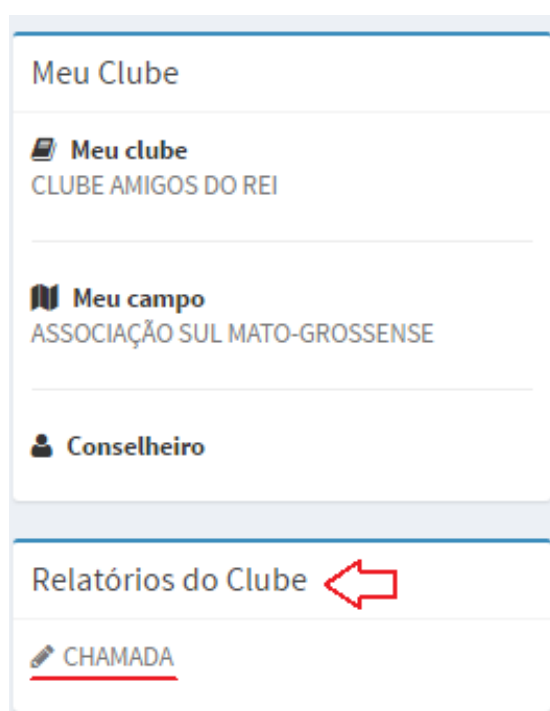 Meu Clube
Meu clube
CLUBE AMIGOS DO REI
Meu campo
ASSOCIAÇÃO SUL MATO-GROSSENSE
Conselheiro
Relatórios do Clube
CHAMADA